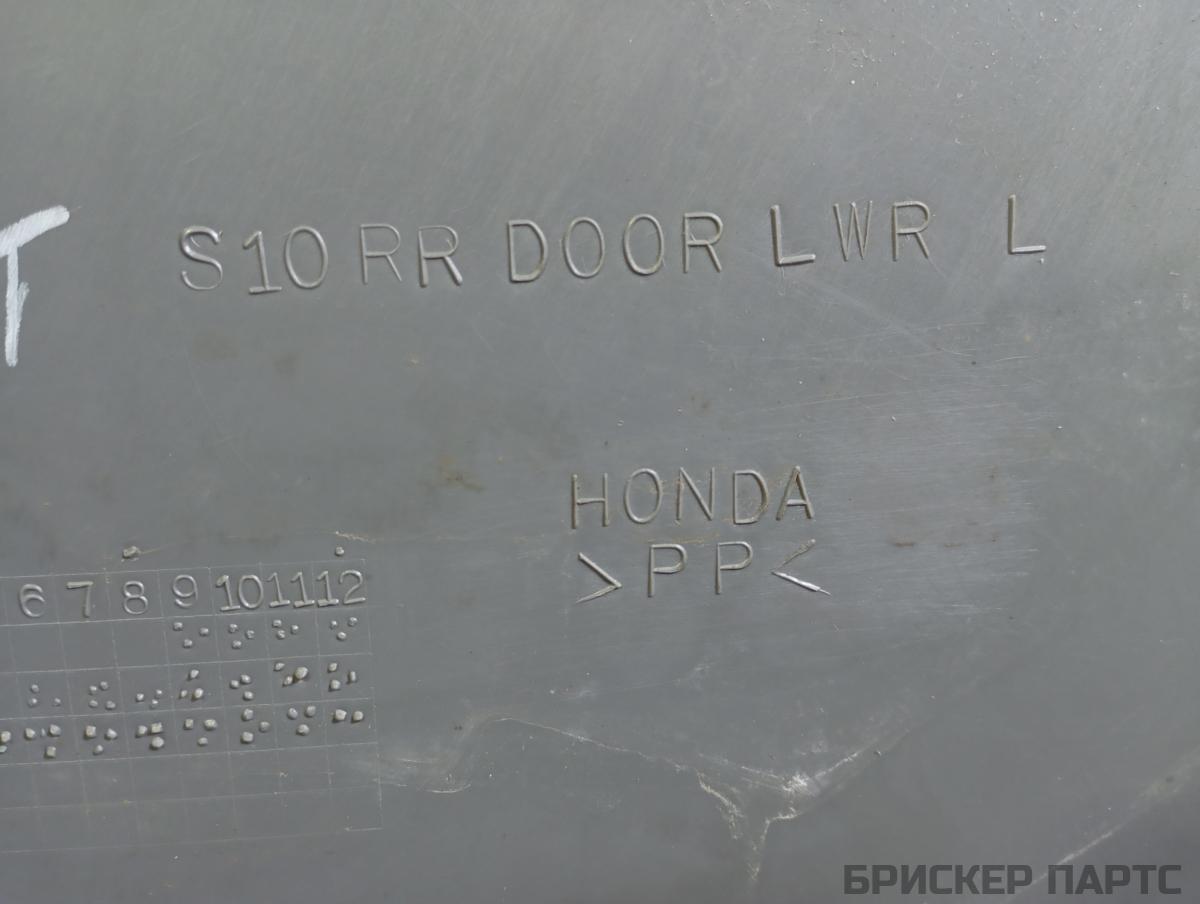 T
S10 RR DOOR LWR L
HONDA
>PP<
6 7 8 9 10 11 12
БРИСКЕР ПАРТС